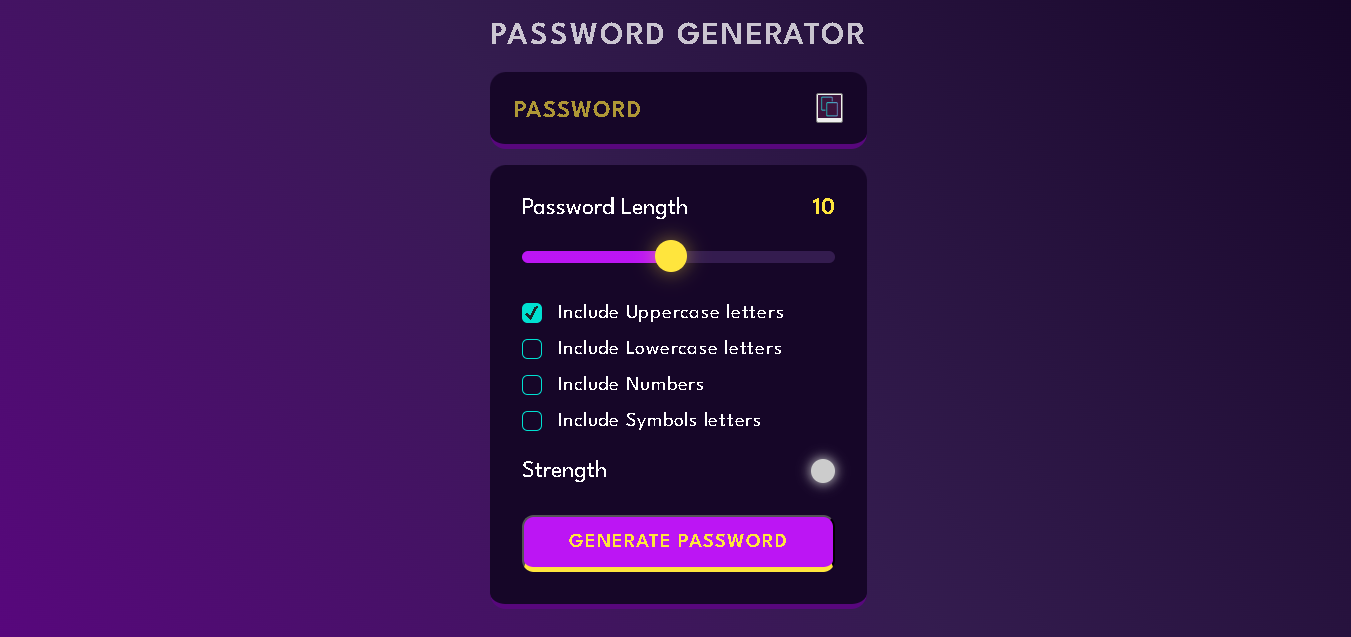 PASSWORD GENERATOR
PASSWORD
Password Length 10
Include Uppercase letters
Include Lowercase letters
Include Numbers
Include Symbols letters
Strength
GENERATE PASSWORD